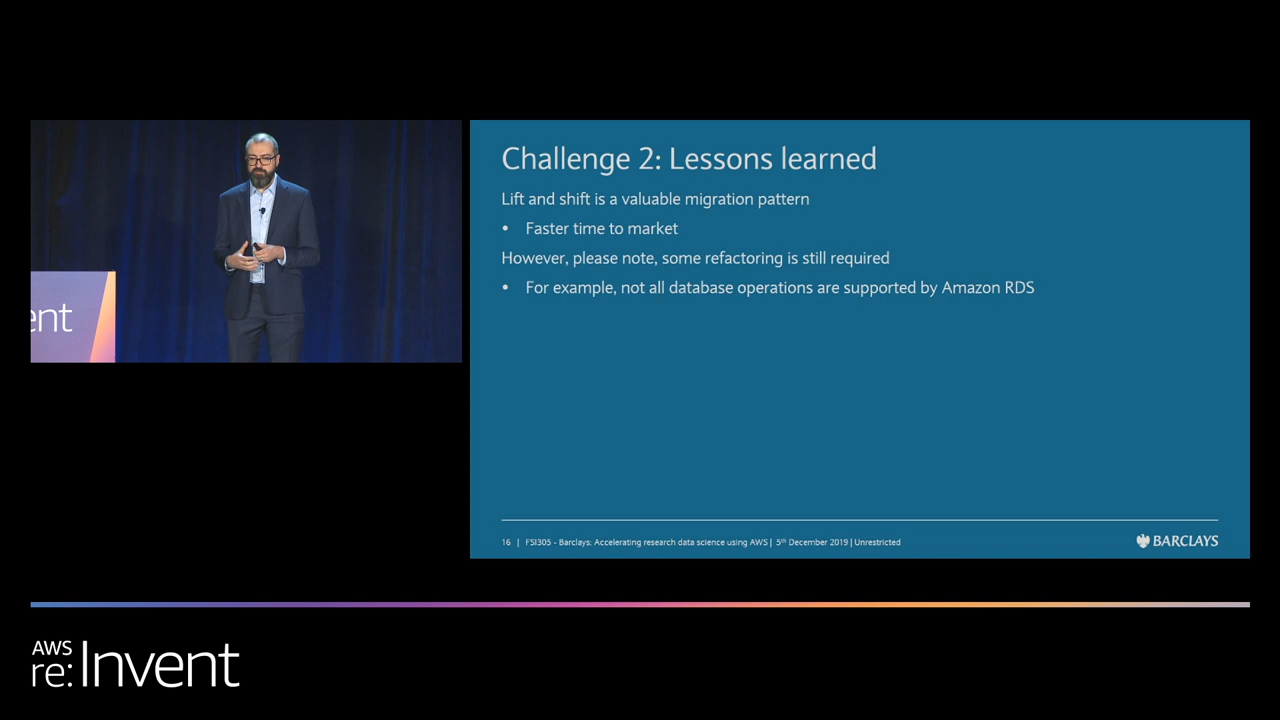 ent
Challenge 2: Lessons learned
Lift and shift is a valuable migration pattern
• Faster time to market
However, please note, some refactoring is still required
• For example, not all database operations are supported by Amazon RDS
16 | FSI305 - Barclays: Accelerating research data science using AWS | 5th December 2019 | Unrestricted
BARCLAYS
AWS
re:Invent